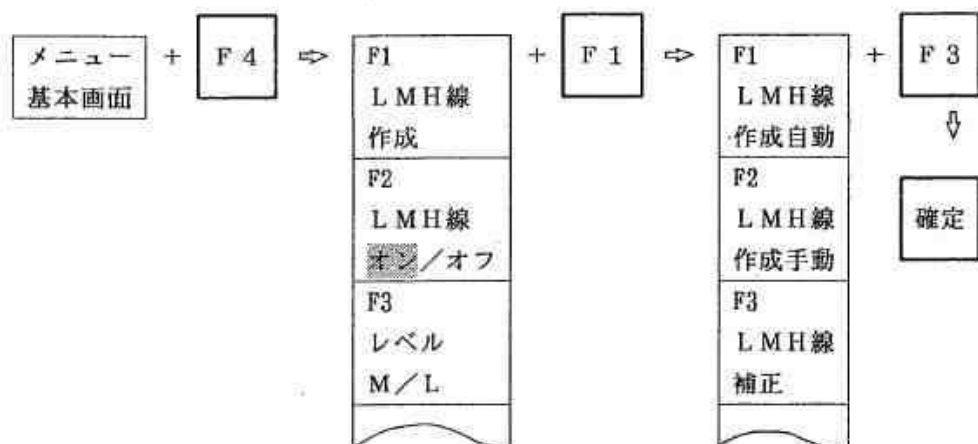 メニュー
基本画面
+
F 4
⇨
F1
LMH線
作成
F2
LMH線
オン/オフ
F3
レベル
M/L
+
F 1
⇨
F1
LMH線
作成自動
F2
LMH線
作成手動
F3
LMH線
補正
+
F 3
⇩
確定